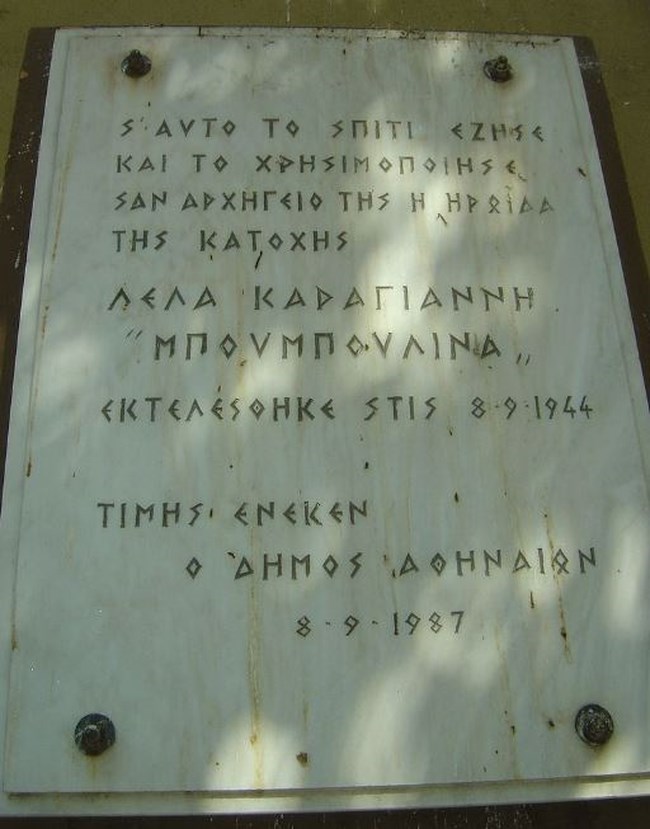 Σ'ΑΥΤΟ ΤΟ ΣΠΙΤΙ ΕΖΗΣΕ
ΚΑΙ ΤΟ ΧΡΗΣΙΜΟΠΟΙΗΣΕ
ΣΑΝ ΑΡΧΗΓΕΙΟ ΤΗΣ Η ΗΡΩΪΔΑ
ΤΗΣ ΚΑΤΟΧΗΣ
ΛΕΛΑ ΚΑΡΑΓΙΑΝΝΗ
"ΜΠΟΥΜΠΟΥΛΙΝΑ„
ΕΚΤΕΛΕΣΘΗΚΕ ΣΤΙΣ 8-9-1944
ΤΙΜΗΣ ΕΝΕΚΕΝ
Ο ΔΗΜΟΣ ΑΘΗΝΑΙΩΝ
8-9-1987